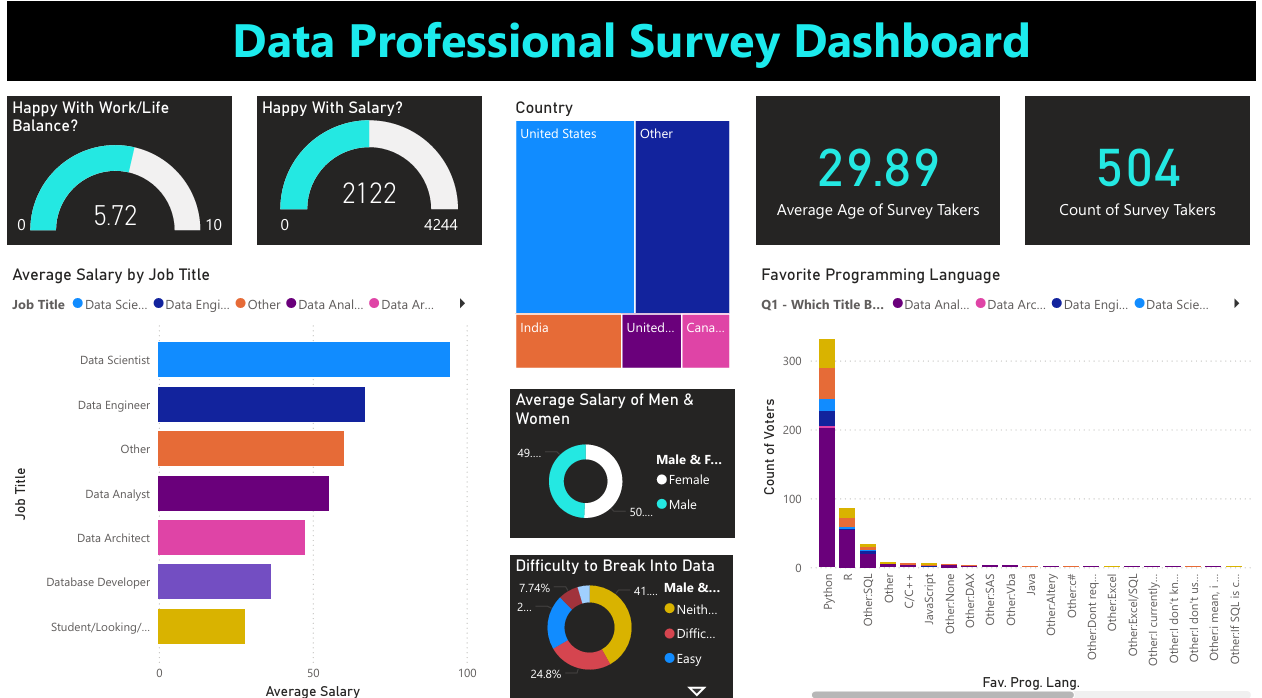 Data Professional Survey Dashboard
Happy With Work/Life
Balance?
5.72
0
10
Happy With Salary?
2122
0
4244
Country
United States
Other
India
United...
Cana...
29.89
Average Age of Survey Takers
504
Count of Survey Takers
Average Salary by Job Title
Job Title
Data Scie...
Data Engi...
Other
Data Anal...
Data Ar...
Job Title
Data Scientist
Data Engineer
Other
Data Analyst
Data Architect
Database Developer
Student/Looking/...
0
50
100
Average Salary
Average Salary of Men &
Women
49....
50....
Male & F...
Female
Male
Difficulty to Break Into Data
7.74%
2...
24.8%
41....
Male &...
Neith...
Diffic...
Easy
Favorite Programming Language
Q1 - Which Title B...
Data Anal...
Data Arc...
Data Engi...
Data Scie...
Count of Voters
300
200
100
0
Python
R
Other:SQL
Other
C/C++
JavaScript
Other:None
Other:DAX
Other:SAS
Other:Vba
Java
Other:Altery
Other:c#
Other:Dont req...
Other:Excel
Other:Excel/SQL
Other:I currently...
Other:I don't kn...
Other:I don't us...
Other:i mean, i ...
Other:If SQL is c...
Fav. Prog. Lang.